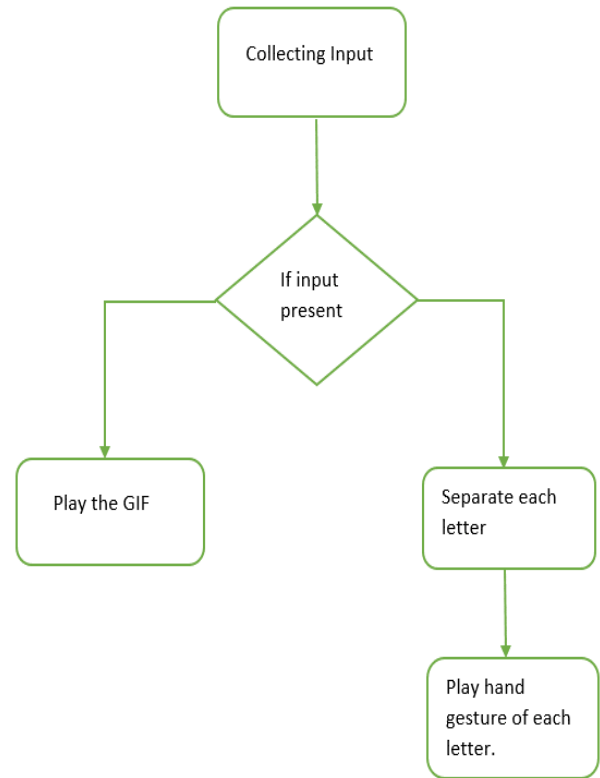 Collecting Input
If input
present
Play the GIF
Separate each
letter
Play hand
gesture of each
letter.